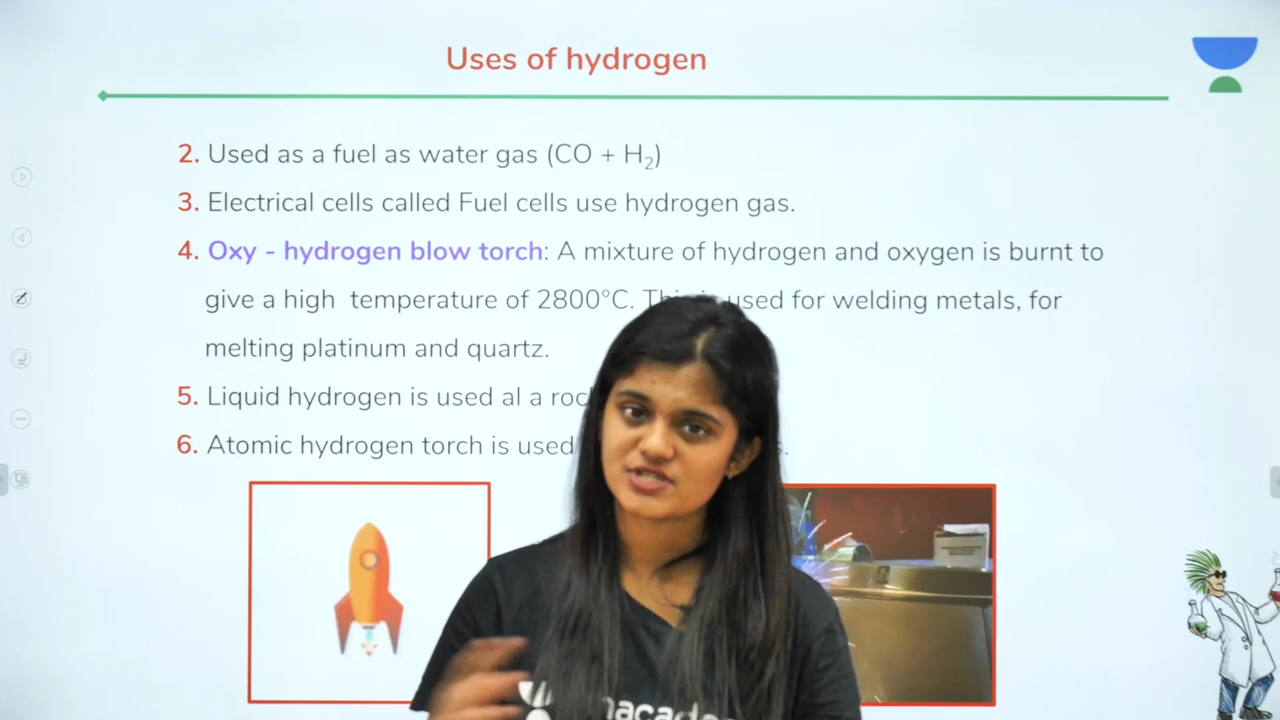 Uses of hydrogen
2. Used as a fuel as water gas (CO + H₂)
3. Electrical cells called Fuel cells use hydrogen gas.
4. Oxy - hydrogen blow torch: A mixture of hydrogen and oxygen is burnt to
give a high temperature of 2800°C. This is used for welding metals, for
melting platinum and quartz.
5. Liquid hydrogen is used al a
6. Atomic hydrogen torch is used